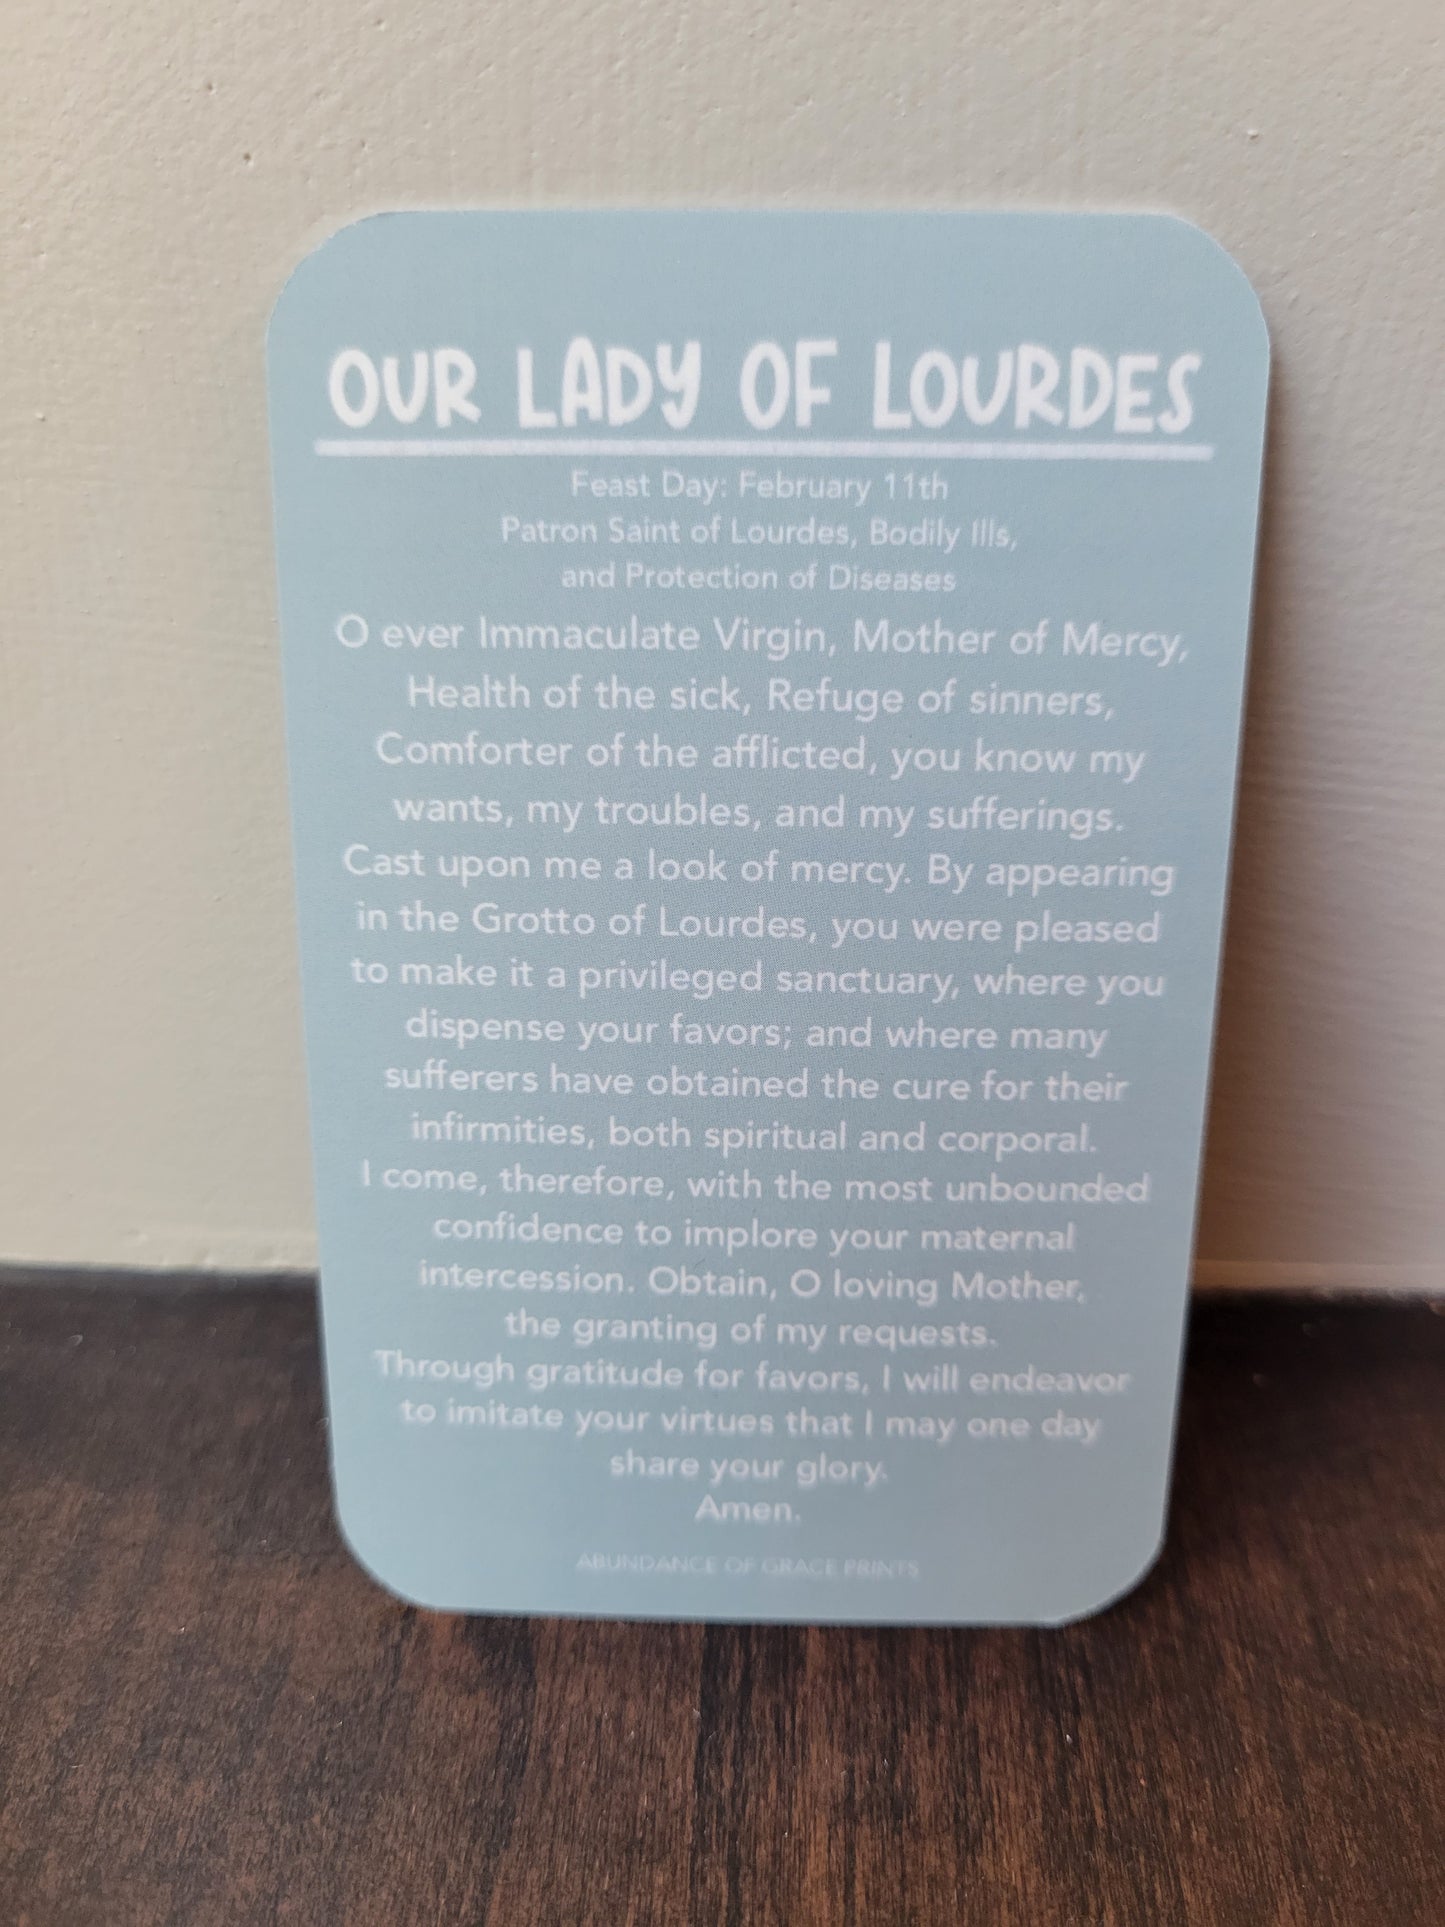 OUR LADY OF LOURDES
Feast Day: February 11th
Patron Saint of Lourdes, Bodily Ills,
and Protection of Diseases
O ever Immaculate Virgin, Mother of Mercy,
Health of the sick, Refuge of sinners,
Comforter of the afflicted, you know my
wants, my troubles, and my sufferings.
Cast upon me a look of mercy. By appearing
in the Grotto of Lourdes, you were pleased
to make it a privileged sanctuary, where you
dispense your favors; and where many
sufferers have obtained the cure for their
infirmities, both spiritual and corporal.
I come, therefore, with the most unbounded
confidence to implore your maternal
intercession. Obtain, O loving Mother,
the granting of my requests.
Through gratitude for favors, I will endeavor
to imitate your virtues that I may one day
share your glory.
Amen.
ABUNDANCE OF GRACE PRINTS